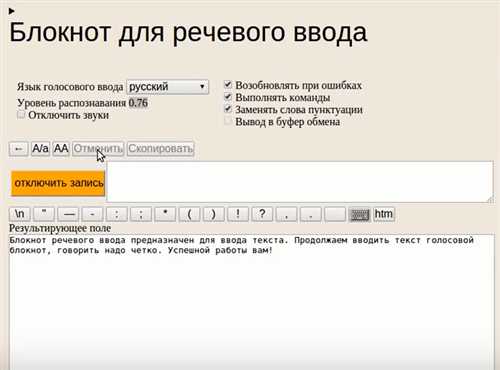 Блокнот для речевого ввода
Язык голосового ввода русский
Уровень распознавания 0.76
Отключить звуки
Возобновлять при ошибках
Выполнять команды
Заменять слова пунктуации
Вывод в буфер обмена
← A/a AA Отменить Скопировать
отключить запись
\n " — - : ; * ( ) ! ? , . htm
Результирующее поле
Блокнот речевого ввода предназначен для ввода текста. Продолжаем вводить текст голосовой
блокнот, говорить надо четко. Успешной работы вам!